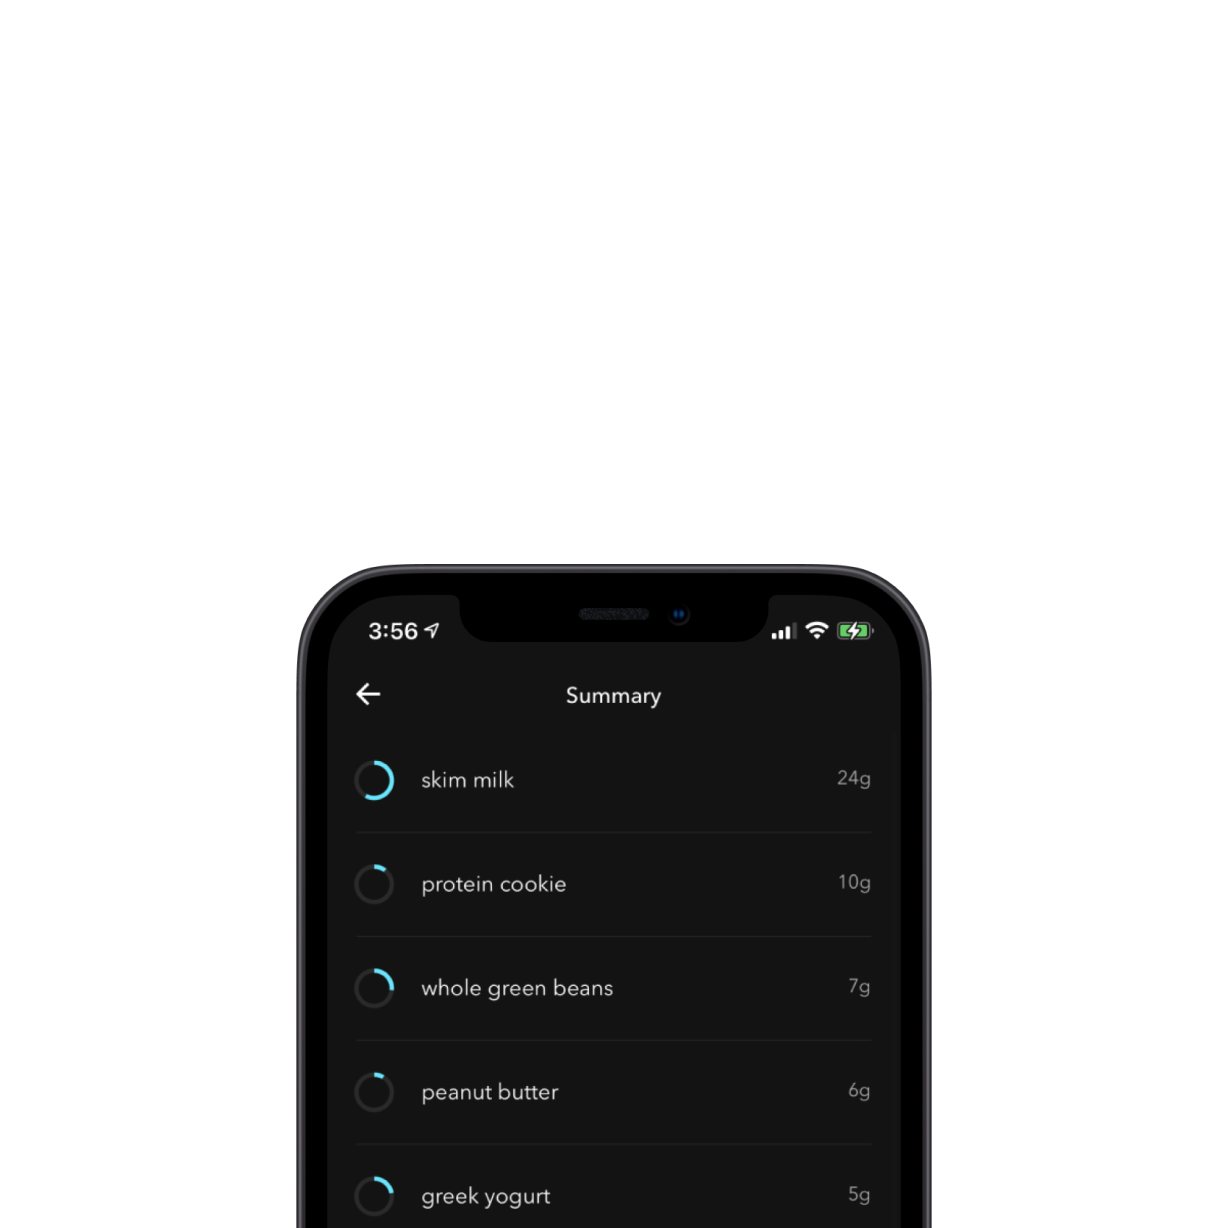 3:56
Summary
skim milk 24g
protein cookie 10g
whole green beans 7g
peanut butter 6g
greek yogurt 5g